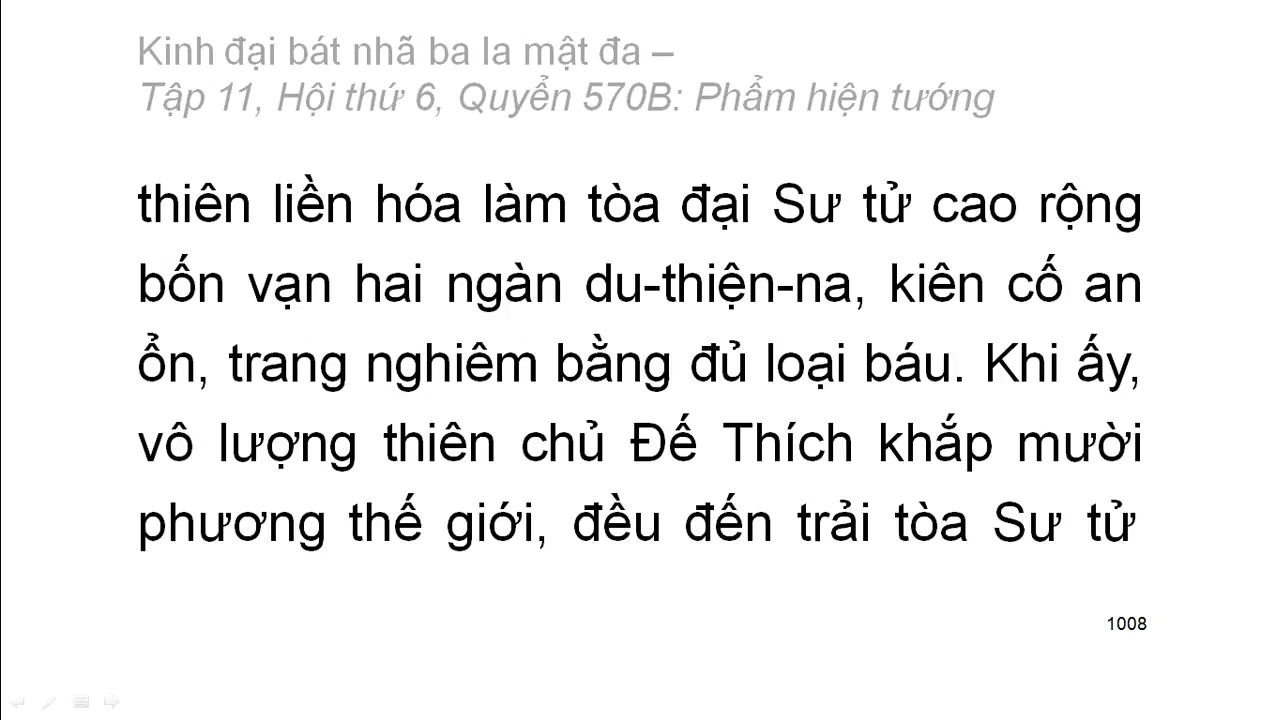 Kinh đại bát nhã ba la mật đa –
Tập 11, Hội thứ 6, Quyển 570B: Phẩm hiện tướng
thiên liền hóa làm tòa đại Sư tử cao rộng
bốn vạn hai ngàn du-thiện-na, kiên cố an
ổn, trang nghiêm bằng đủ loại báu. Khi ấy,
vô lượng thiên chủ Đế Thích khắp mười
phương thế giới, đều đến trải tòa Sư tử
1008